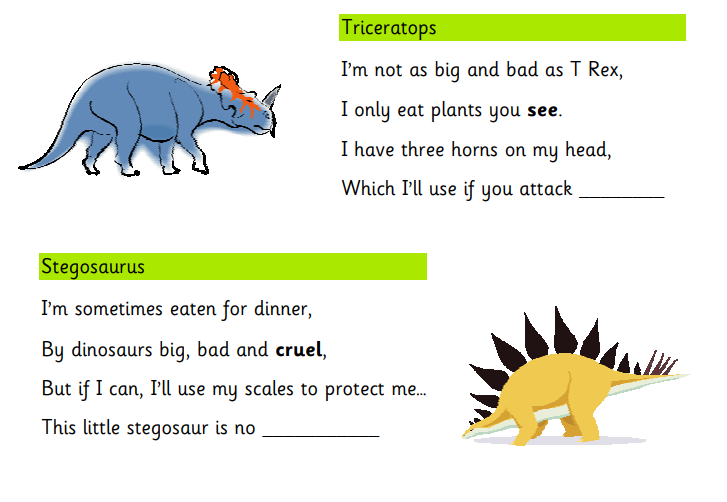 Triceratops
I'm not as big and bad as T Rex,
I only eat plants you see.
I have three horns on my head,
Which I'll use if you attack ________
Stegosaurus
I'm sometimes eaten for dinner,
By dinosaurs big, bad and cruel,
But if I can, I'll use my scales to protect me...
This little stegosaur is no ___________